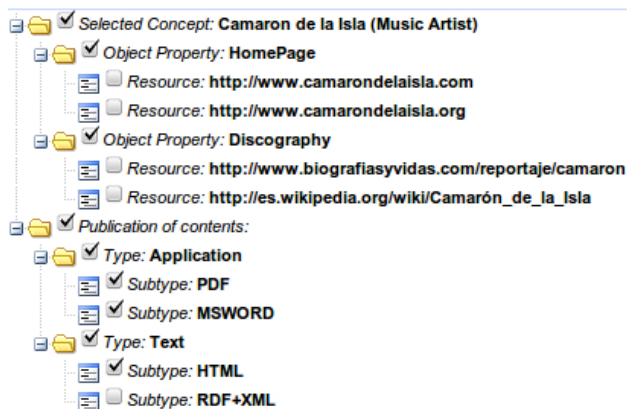 Selected Concept: Camaron de la Isla (Music Artist)
Object Property: HomePage
Resource: http://www.camarondelaisla.com
Resource: http://www.camarondelaisla.org
Object Property: Discography
Resource: http://www.biografiasyvidas.com/reportaje/camaron
Resource: http://es.wikipedia.org/wiki/Camarón_de_la_Isla
Publication of contents:
Type: Application
Subtype: PDF
Subtype: MSWORD
Type: Text
Subtype: HTML
Subtype: RDF+XML